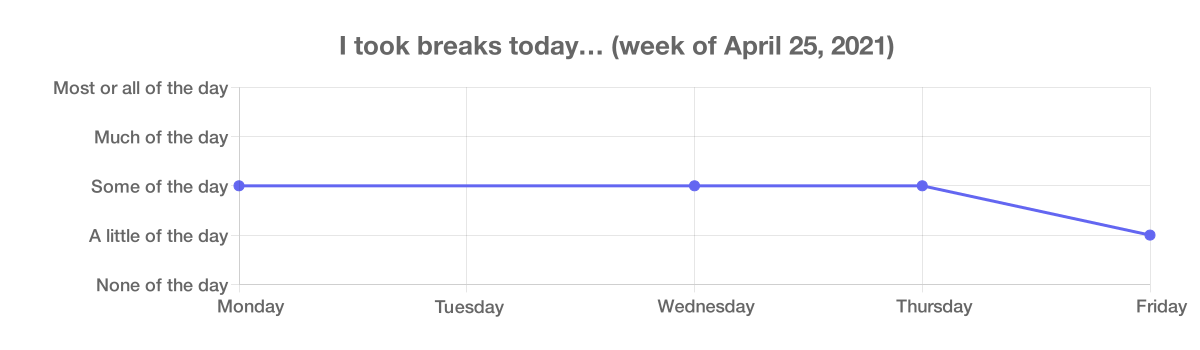 I took breaks today… (week of April 25, 2021)
Most or all of the day
Much of the day
Some of the day
A little of the day
None of the day
Monday Tuesday Wednesday Thursday Friday